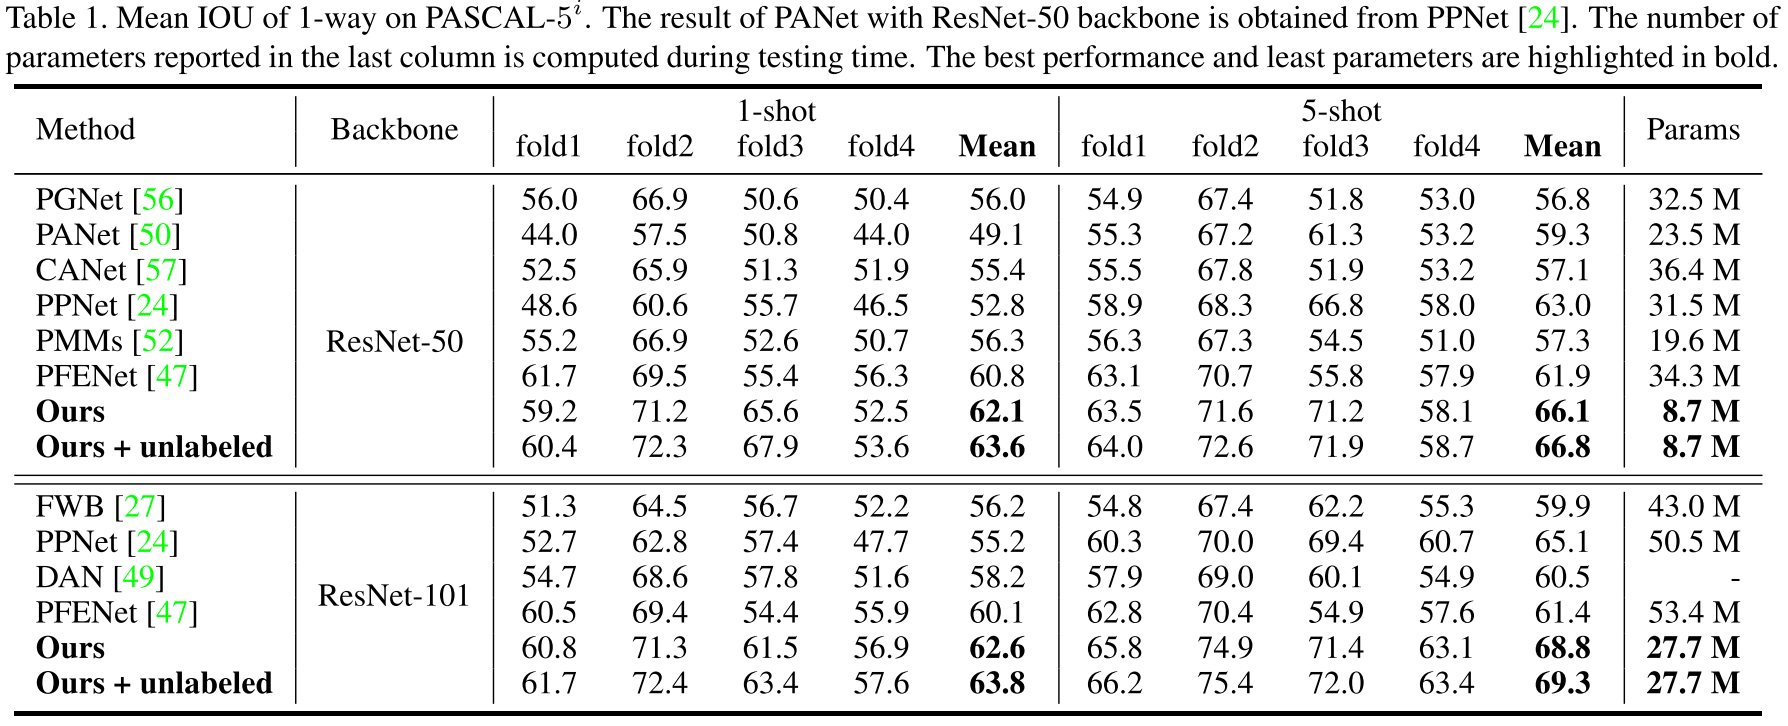 Table 1. Mean IOU of 1-way on PASCAL-5^i. The result of PANet with ResNet-50 backbone is obtained from PPNet [24]. The number of
parameters reported in the last column is computed during testing time. The best performance and least parameters are highlighted in bold.
Method Backbone 1-shot 5-shot Params
fold1 fold2 fold3 fold4 Mean fold1 fold2 fold3 fold4 Mean
PGNet [56] 56.0 66.9 50.6 50.4 56.0 54.9 67.4 51.8 53.0 56.8 32.5 M
PANet [50] 44.0 57.5 50.8 44.0 49.1 55.3 67.2 61.3 53.2 59.3 23.5 M
CANet [57] 52.5 65.9 51.3 51.9 55.4 55.5 67.8 51.9 53.2 57.1 36.4 M
PPNet [24] 48.6 60.6 55.7 46.5 52.8 58.9 68.3 66.8 58.0 63.0 31.5 M
PMMs [52] ResNet-50 55.2 66.9 52.6 50.7 56.3 56.3 67.3 54.5 51.0 57.3 19.6 M
PFENet [47] 61.7 69.5 55.4 56.3 60.8 63.1 70.7 55.8 57.9 61.9 34.3 M
Ours 59.2 71.2 65.6 52.5 62.1 63.5 71.6 71.2 58.1 66.1 8.7 M
Ours + unlabeled 60.4 72.3 67.9 53.6 63.6 64.0 72.6 71.9 58.7 66.8 8.7 M
FWB [27] 51.3 64.5 56.7 52.2 56.2 54.8 67.4 62.2 55.3 59.9 43.0 M
PPNet [24] 52.7 62.8 57.4 47.7 55.2 60.3 70.0 69.4 60.7 65.1 50.5 M
DAN [49] ResNet-101 54.7 68.6 57.8 51.6 58.2 57.9 69.0 60.1 54.9 60.5 -
PFENet [47] 60.5 69.4 54.4 55.9 60.1 62.8 70.4 54.9 57.6 61.4 53.4 M
Ours 60.8 71.3 61.5 56.9 62.6 65.8 74.9 71.4 63.1 68.8 27.7 M
Ours + unlabeled 61.7 72.4 63.4 57.6 63.8 66.2 75.4 72.0 63.4 69.3 27.7 M